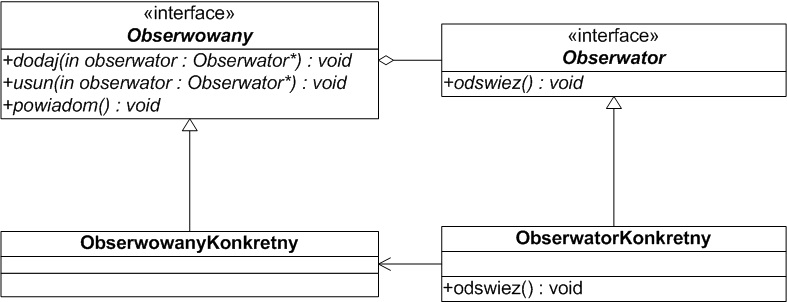 «interface»
Obserwowany
+dodaj(in obserwator : Obserwator*) : void
+usun(in obserwator : Obserwator*) : void
+powiadom() : void
«interface»
Obserwator
+odswiez() : void
ObserwowanyKonkretny
ObserwatorKonkretny
+odswiez() : void